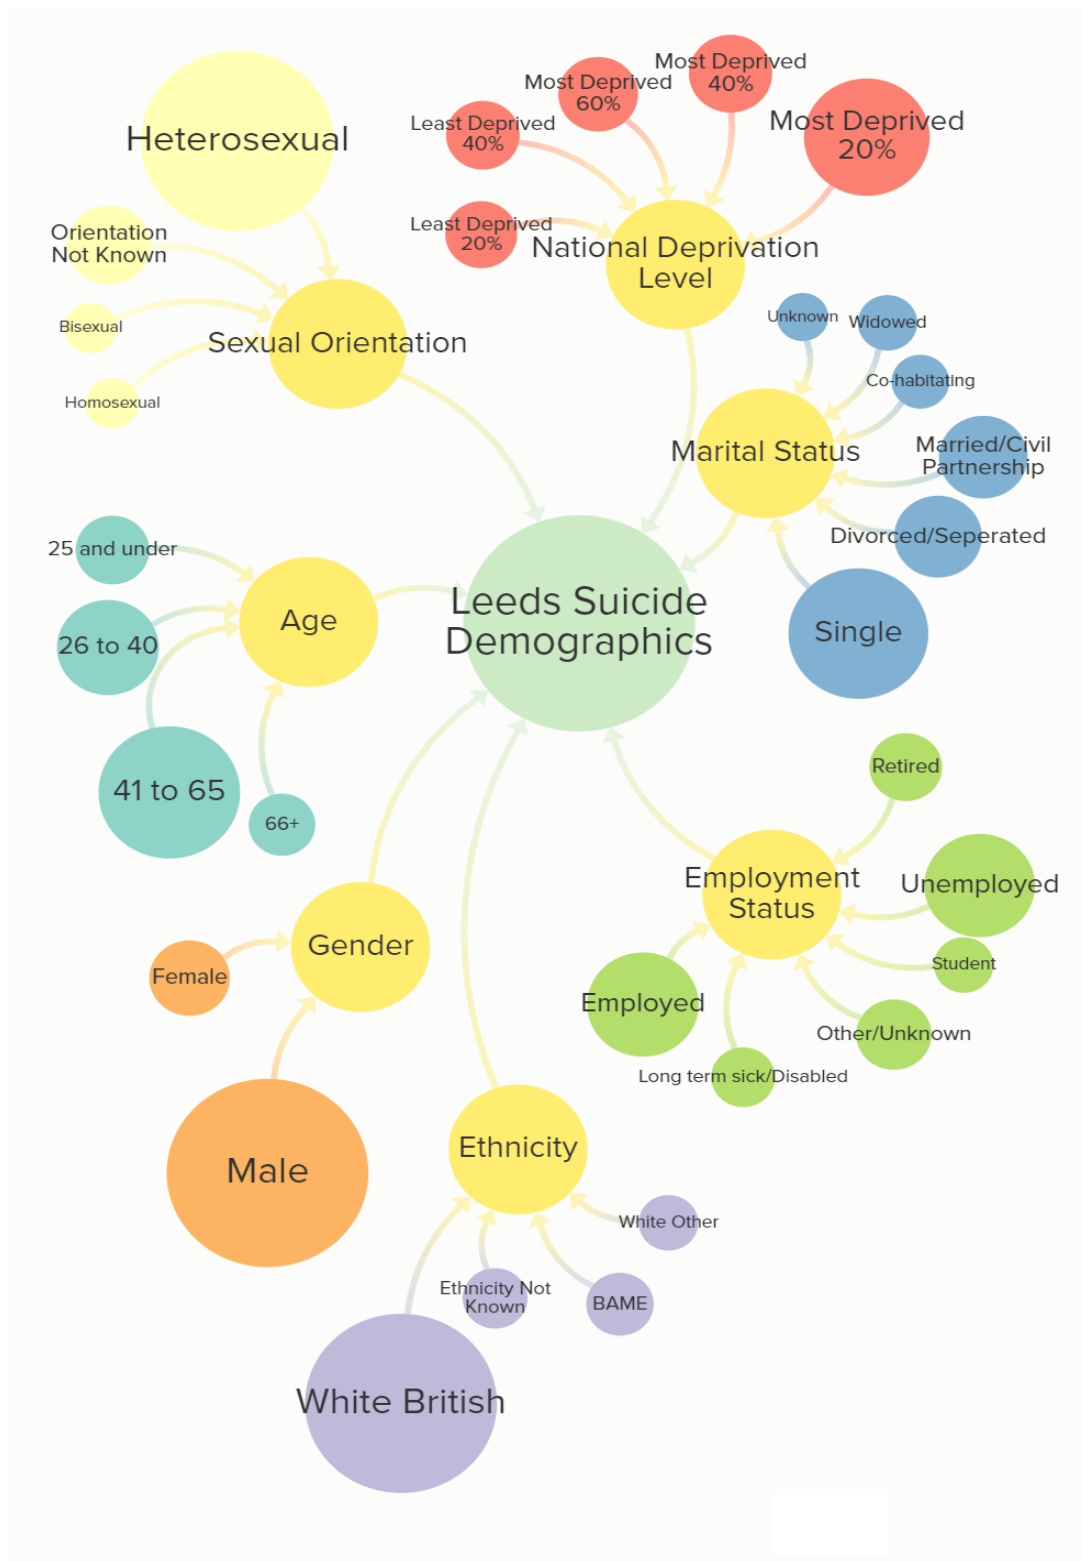 Heterosexual
Orientation
Not Known
Bisexual
Homosexual
Sexual Orientation
Least Deprived
20%
Least Deprived
40%
Most Deprived
60%
Most Deprived
40%
Most Deprived
20%
National Deprivation
Level
Unknown
Widowed
Co-habitating
Married/Civil
Partnership
Divorced/Seperated
Single
Marital Status
Leeds Suicide
Demographics
25 and under
26 to 40
41 to 65
66+
Age
Female
Male
Gender
Retired
Unemployed
Student
Other/Unknown
Long term sick/Disabled
Employed
Employment
Status
Ethnicity
White Other
BAME
Ethnicity Not
Known
White British